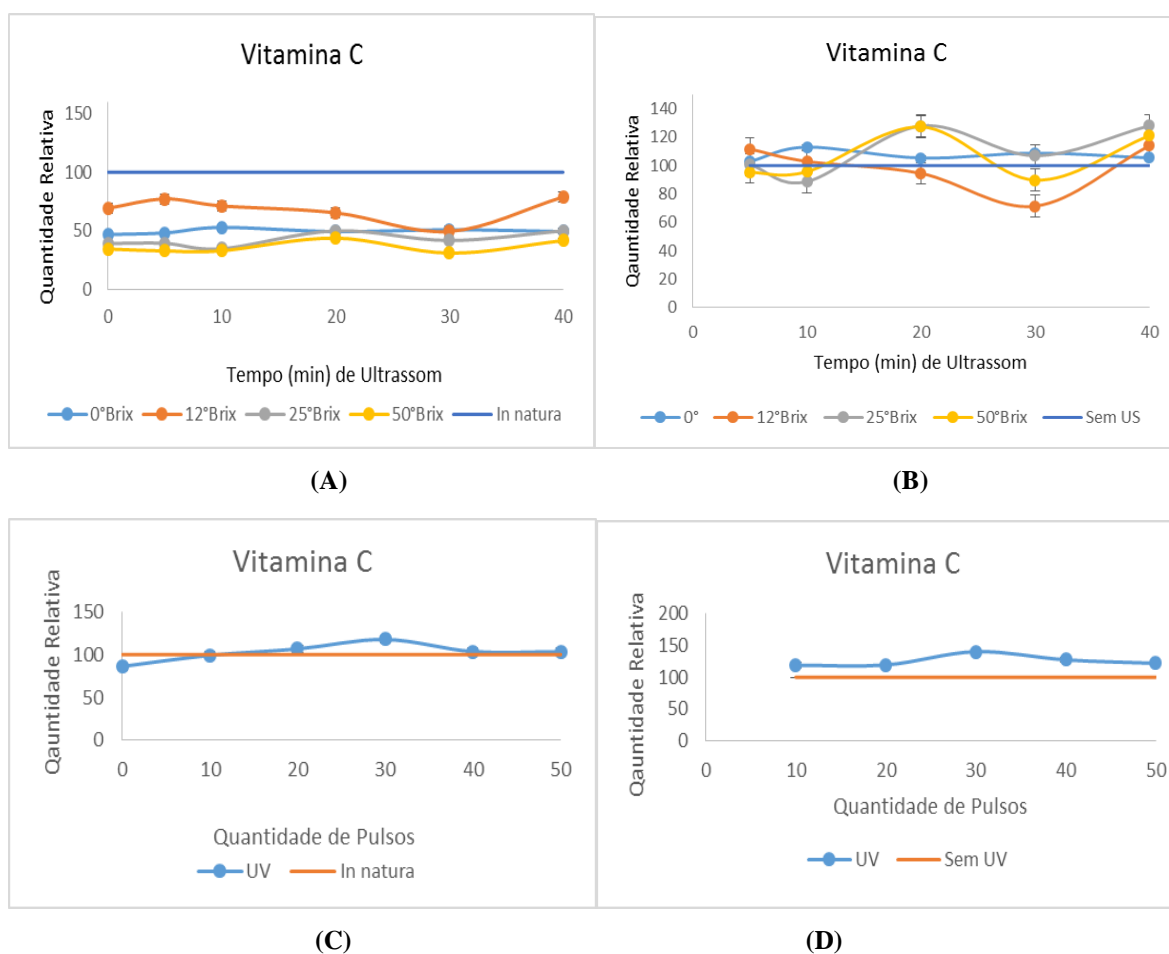 Vitamina C
Quantidade Relativa
150
100
50
0
0 10 20 30 40
Tempo (min) de Ultrassom
0°Brix 12°Brix 25°Brix 50°Brix In natura
(A)
Vitamina C
Qauntidade Relativa
140
120
100
80
60
40
20
0
0 10 20 30 40
Tempo (min) de Ultrassom
0° 12°Brix 25°Brix 50°Brix Sem US
(B)
Vitamina C
Qauntidade Relativa
150
100
50
0
0 10 20 30 40 50
Quantidade de Pulsos
UV In natura
(C)
Vitamina C
Qauntidade Relativa
200
150
100
50
0
0 10 20 30 40 50
Quantidade de Pulsos
UV Sem UV
(D)